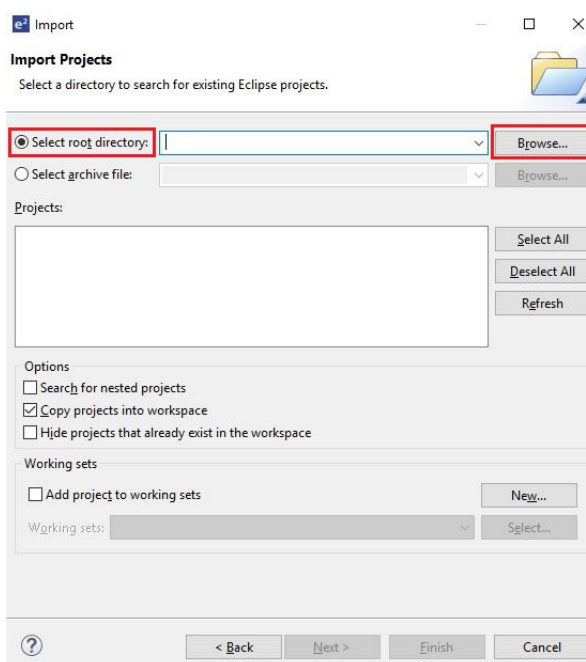 e² Import
Import Projects
Select a directory to search for existing Eclipse projects.
Select root directory: Browse...
Select archive file: Browse...
Projects:
Select All
Deselect All
Refresh
Options
Search for nested projects
Copy projects into workspace
Hide projects that already exist in the workspace
Working sets
Add project to working sets New...
Working sets: Select...
? < Back Next > Finish Cancel